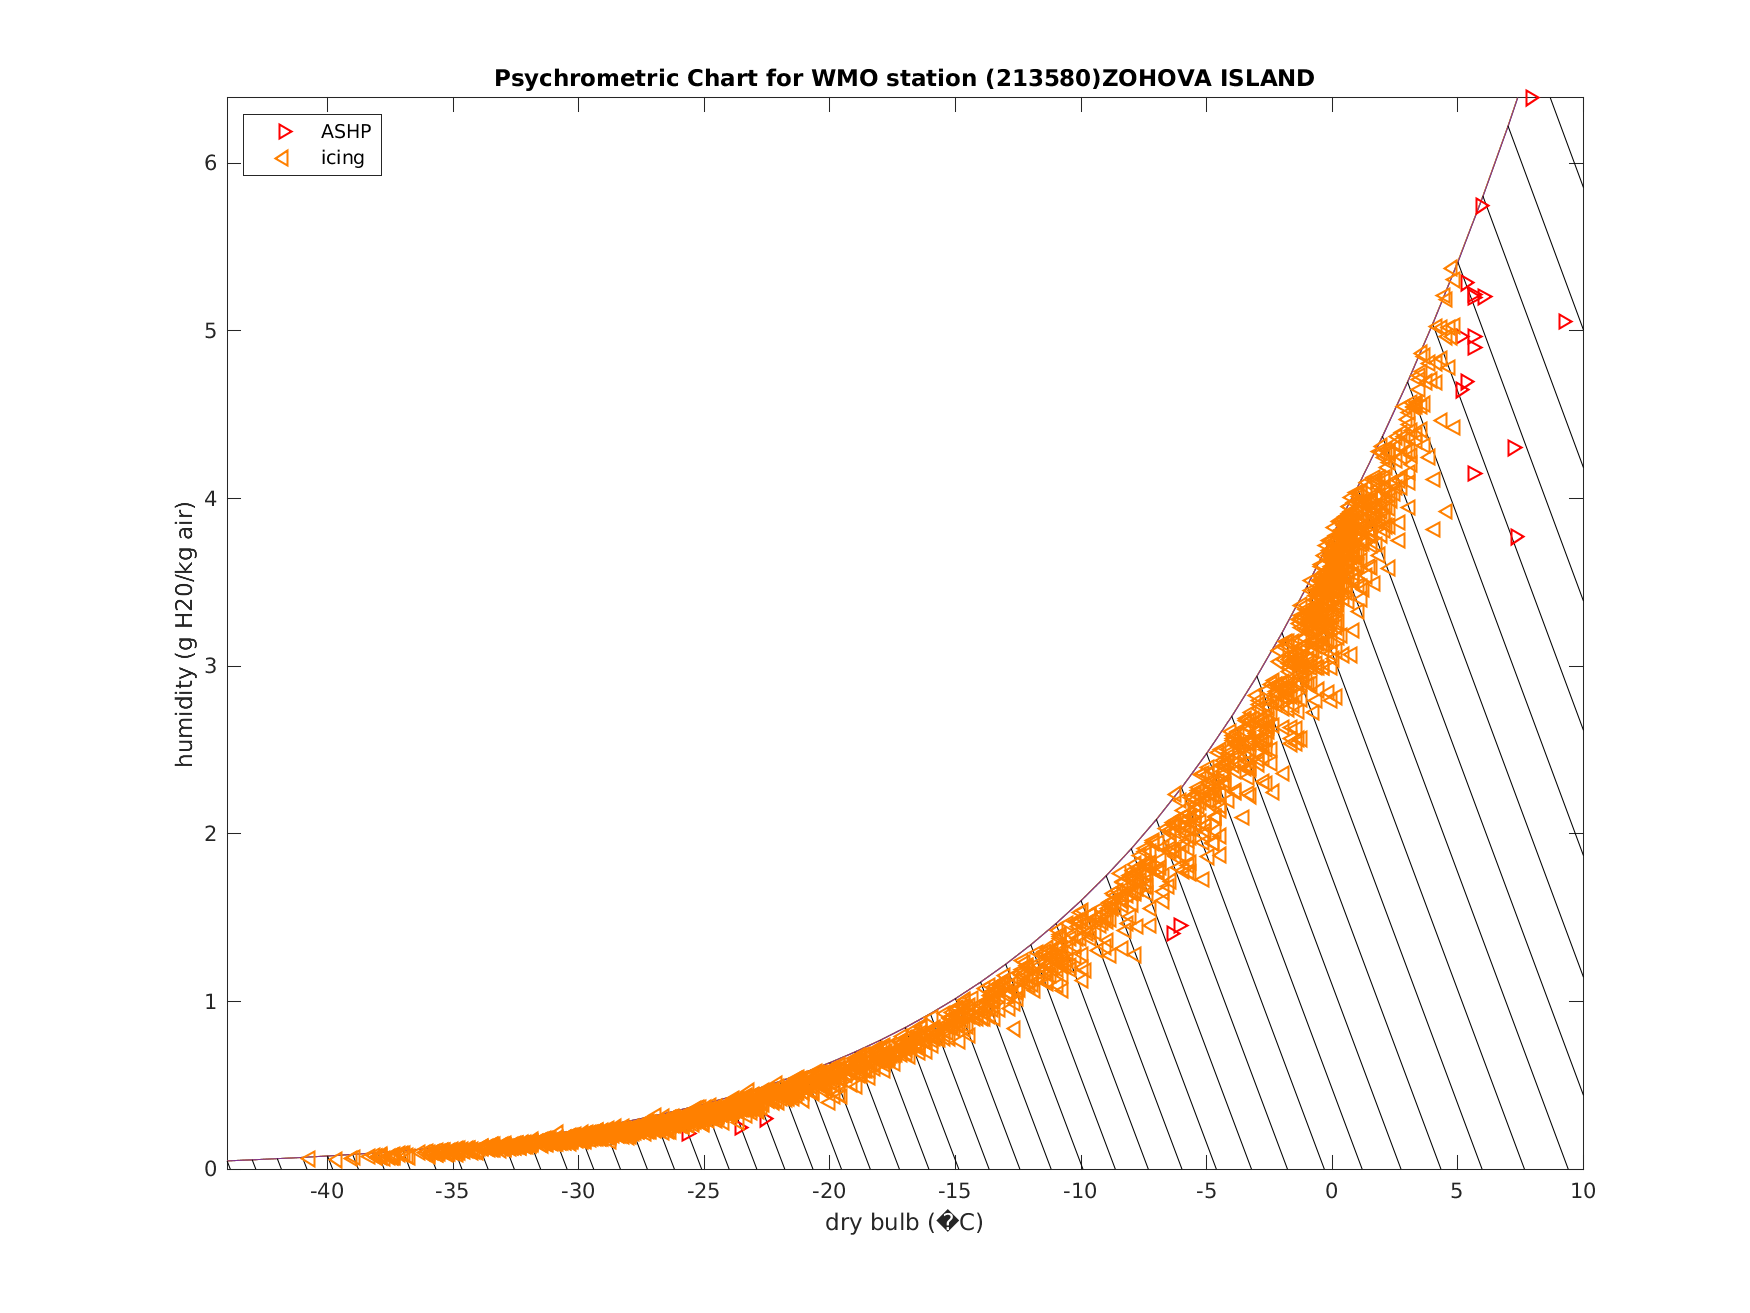 Psychrometric Chart for WMO station (213580)ZOHOVA ISLAND
ASHP
icing
6
5
4
3
2
1
0
humidity (g H20/kg air)
-40 -35 -30 -25 -20 -15 -10 -5 0 5 10
dry bulb (�C)